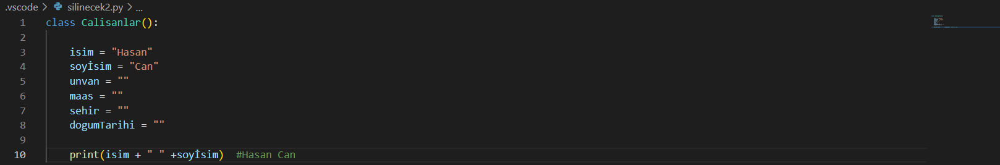 .vscode > silinecek2.py > ...
1 class Calisanlar():
2
3 isim = "Hasan"
4 soyİsim = "Can"
5 unvan = ""
6 maas = ""
7 sehir = ""
8 dogumTarihi = ""
9
10 print(isim + " " +soyİsim)  #Hasan Can